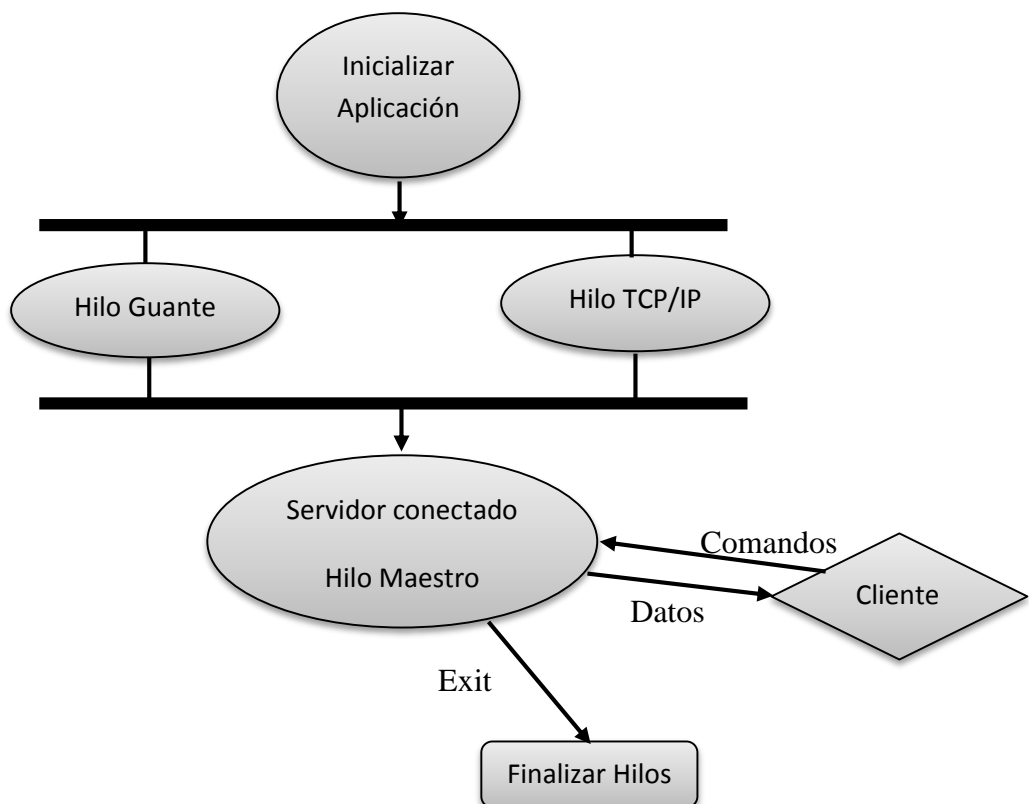 Inicializar
Aplicación
Hilo Guante
Hilo TCP/IP
Servidor conectado
Hilo Maestro
Comandos
Datos
Cliente
Exit
Finalizar Hilos